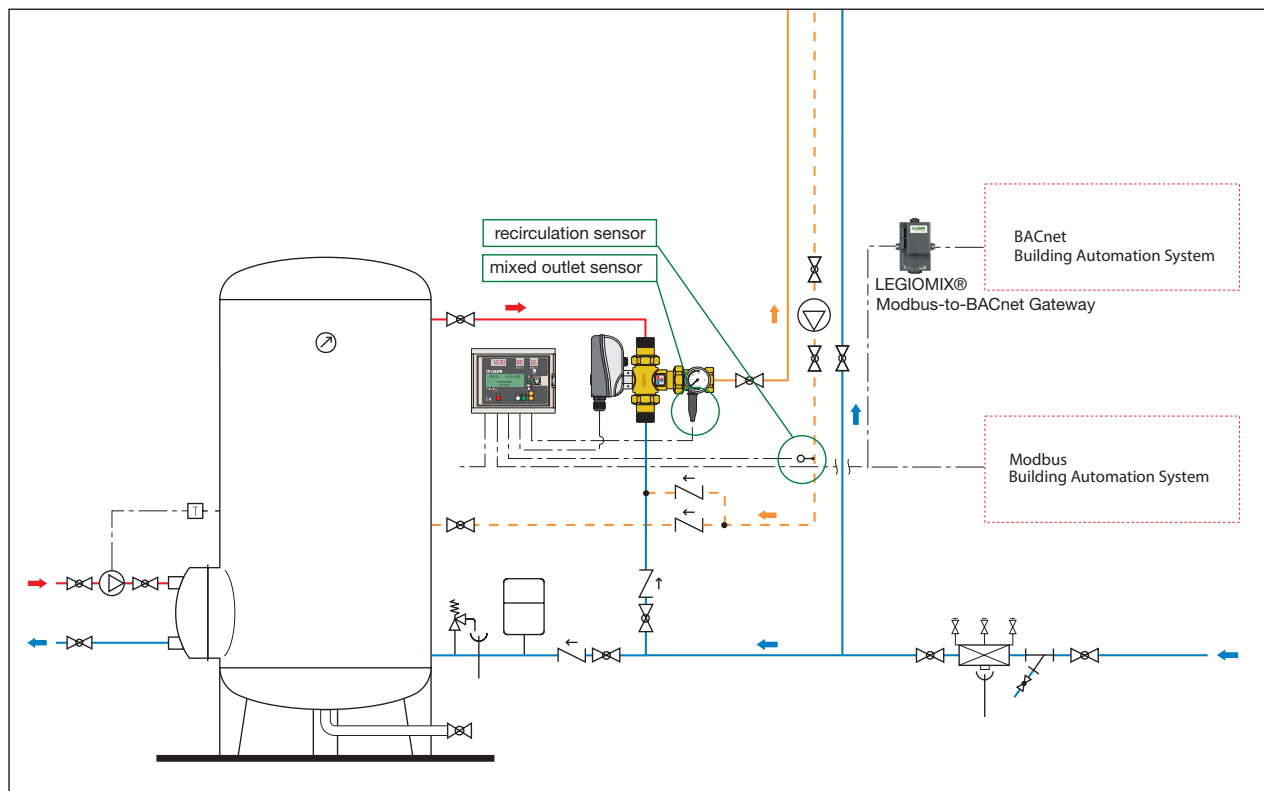 recirculation sensor
mixed outlet sensor
BACnet
Building Automation System
LEGIOMIX®
Modbus-to-BACnet Gateway
Modbus
Building Automation System
T